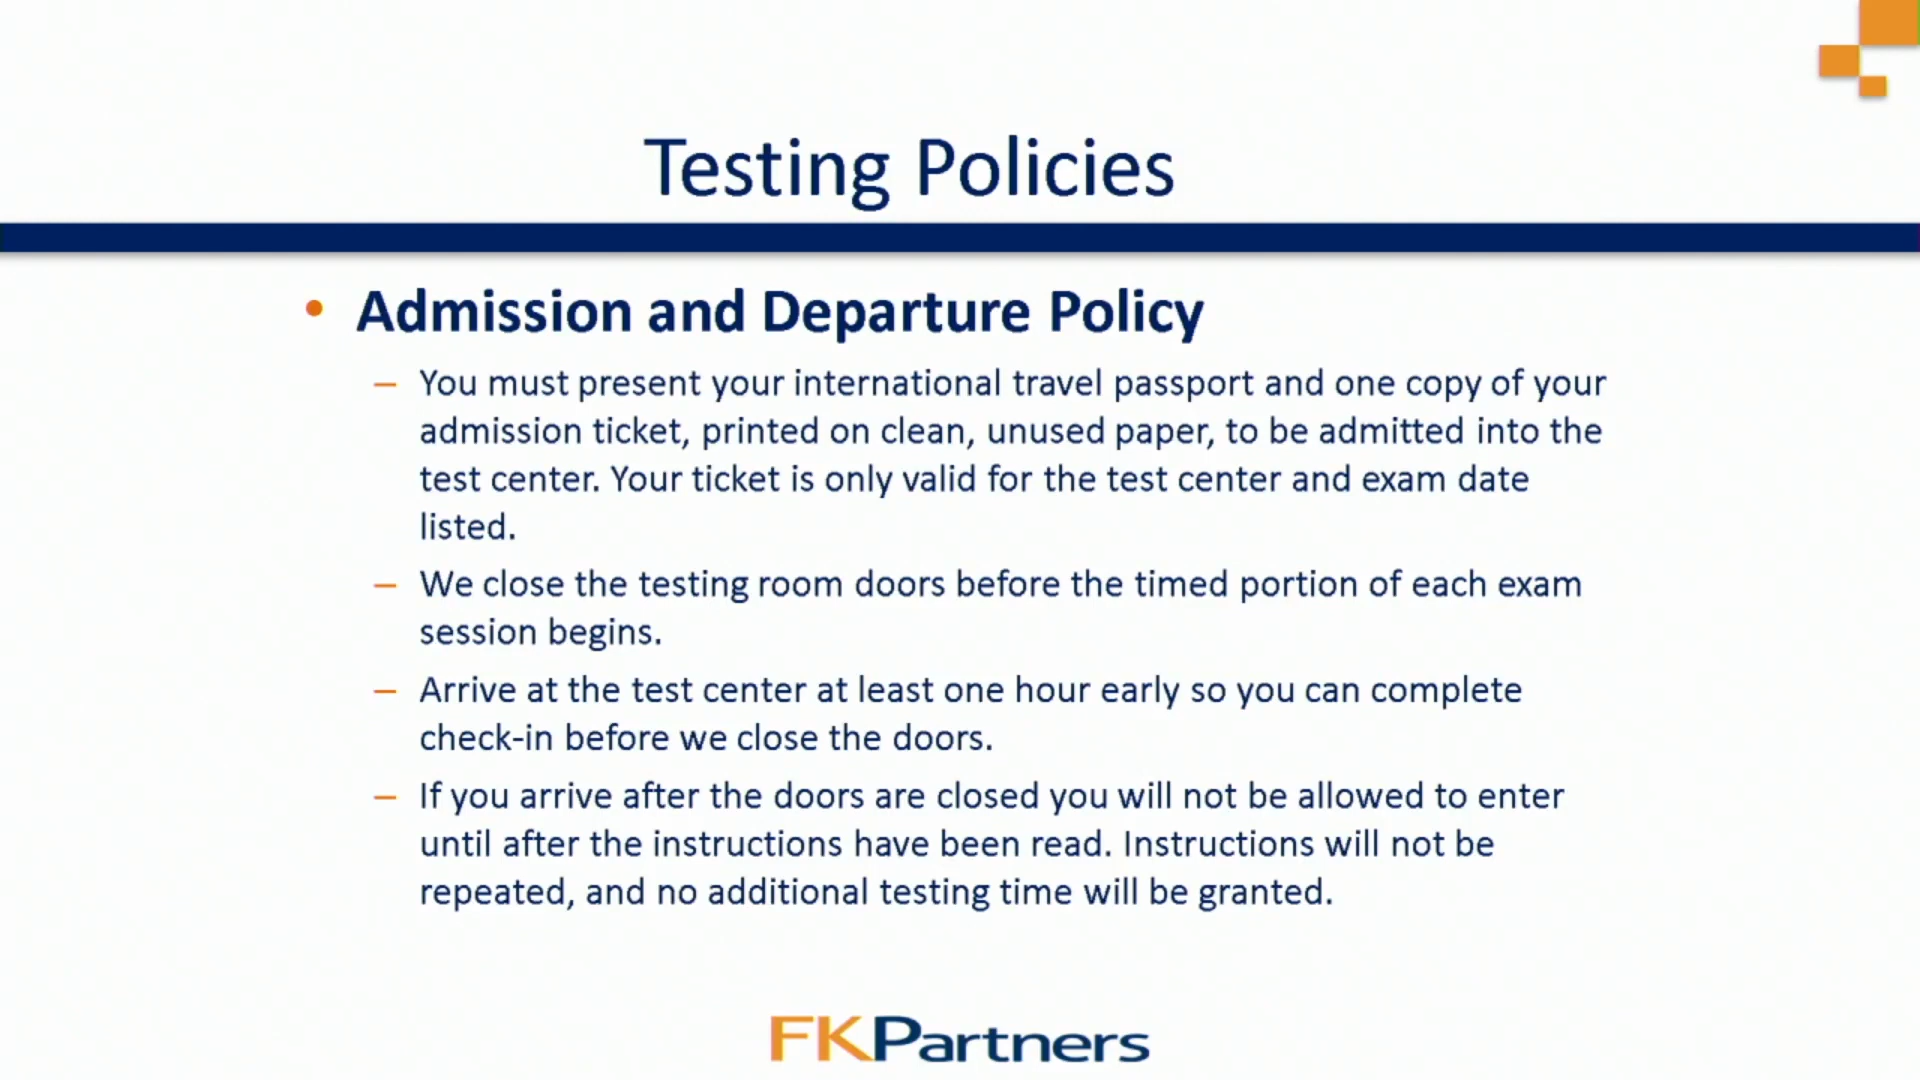 Testing Policies
• Admission and Departure Policy
– You must present your international travel passport and one copy of your
admission ticket, printed on clean, unused paper, to be admitted into the
test center. Your ticket is only valid for the test center and exam date
listed.
– We close the testing room doors before the timed portion of each exam
session begins.
– Arrive at the test center at least one hour early so you can complete
check-in before we close the doors.
– If you arrive after the doors are closed you will not be allowed to enter
until after the instructions have been read. Instructions will not be
repeated, and no additional testing time will be granted.
FKPartners